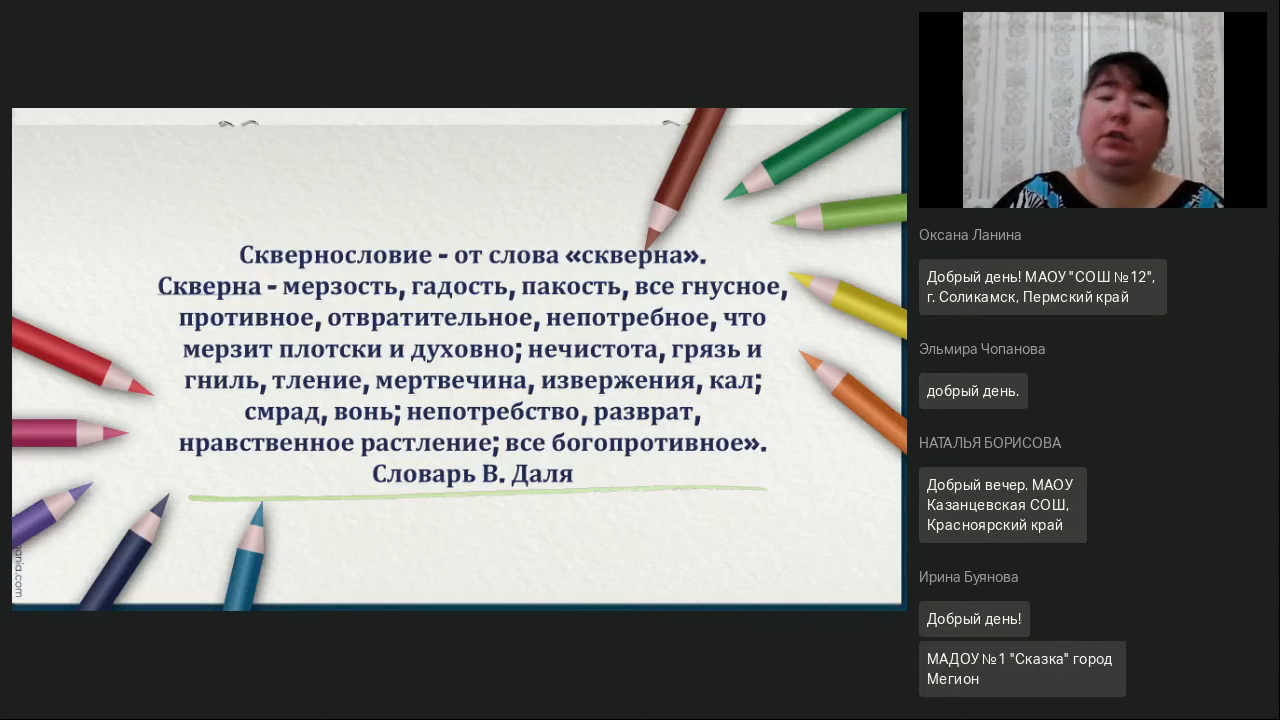 Сквернословие - от слова «скверна».
Скверна - мерзость, гадость, пакость, все гнусное,
противное, отвратительное, непотребное, что
мерзит плотски и духовно; нечистота, грязь и
гниль, тление, мертвечина, извержения, кал;
смрад, вонь; непотребство, разврат,
нравственное растление; все богопротивное».
Словарь В. Даля
Оксана Ланина
Добрый день! МАОУ "СОШ №12",
г. Соликамск, Пермский край
Эльмира Чопанова
добрый день.
НАТАЛЬЯ БОРИСОВА
Добрый вечер. МАОУ
Казанцевская СОШ,
Красноярский край
Ирина Буянова
Добрый день!
МАДОУ №1 "Сказка" город
Мегион